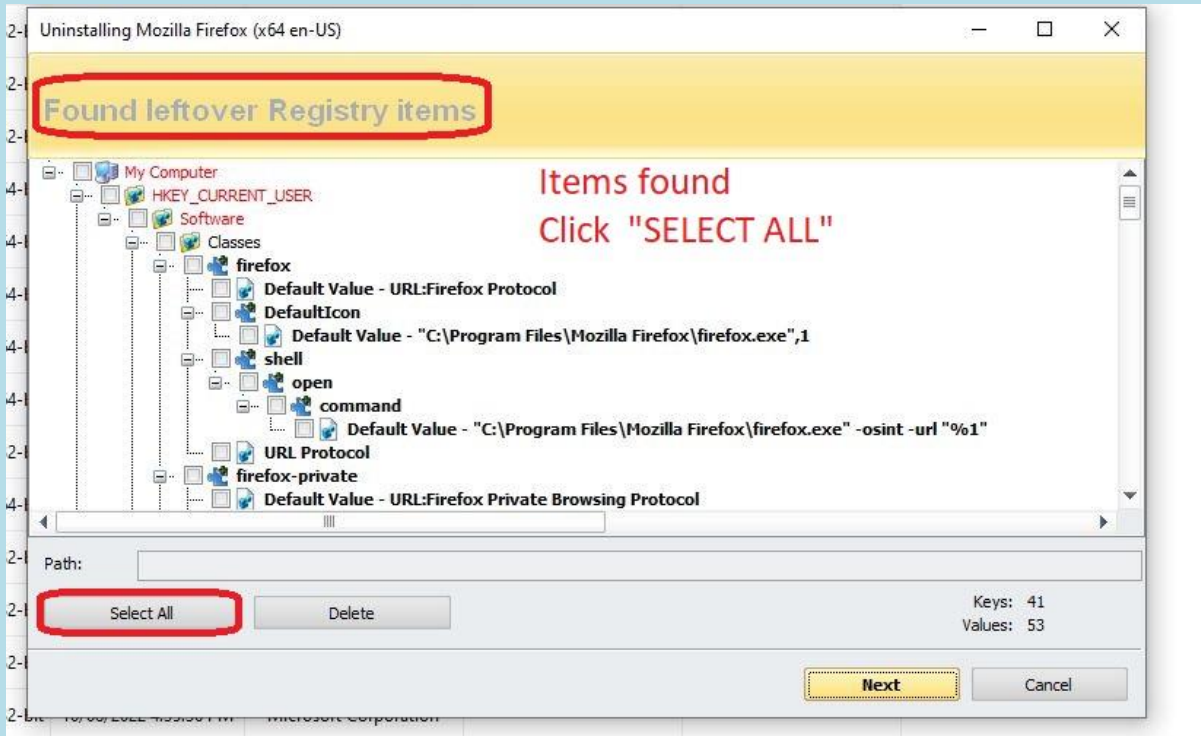 Uninstalling Mozilla Firefox (x64 en-US)
Found leftover Registry items
My Computer
HKEY_CURRENT_USER
Software
Classes
firefox
Default Value - URL:Firefox Protocol
DefaultIcon
Default Value - "C:\Program Files\Mozilla Firefox\firefox.exe",1
shell
open
command
Default Value - "C:\Program Files\Mozilla Firefox\firefox.exe" -osint -url "%1"
URL Protocol
firefox-private
Default Value - URL:Firefox Private Browsing Protocol
Items found
Click "SELECT ALL"
Path:
Select All
Delete
Keys: 41
Values: 53
Next
Cancel